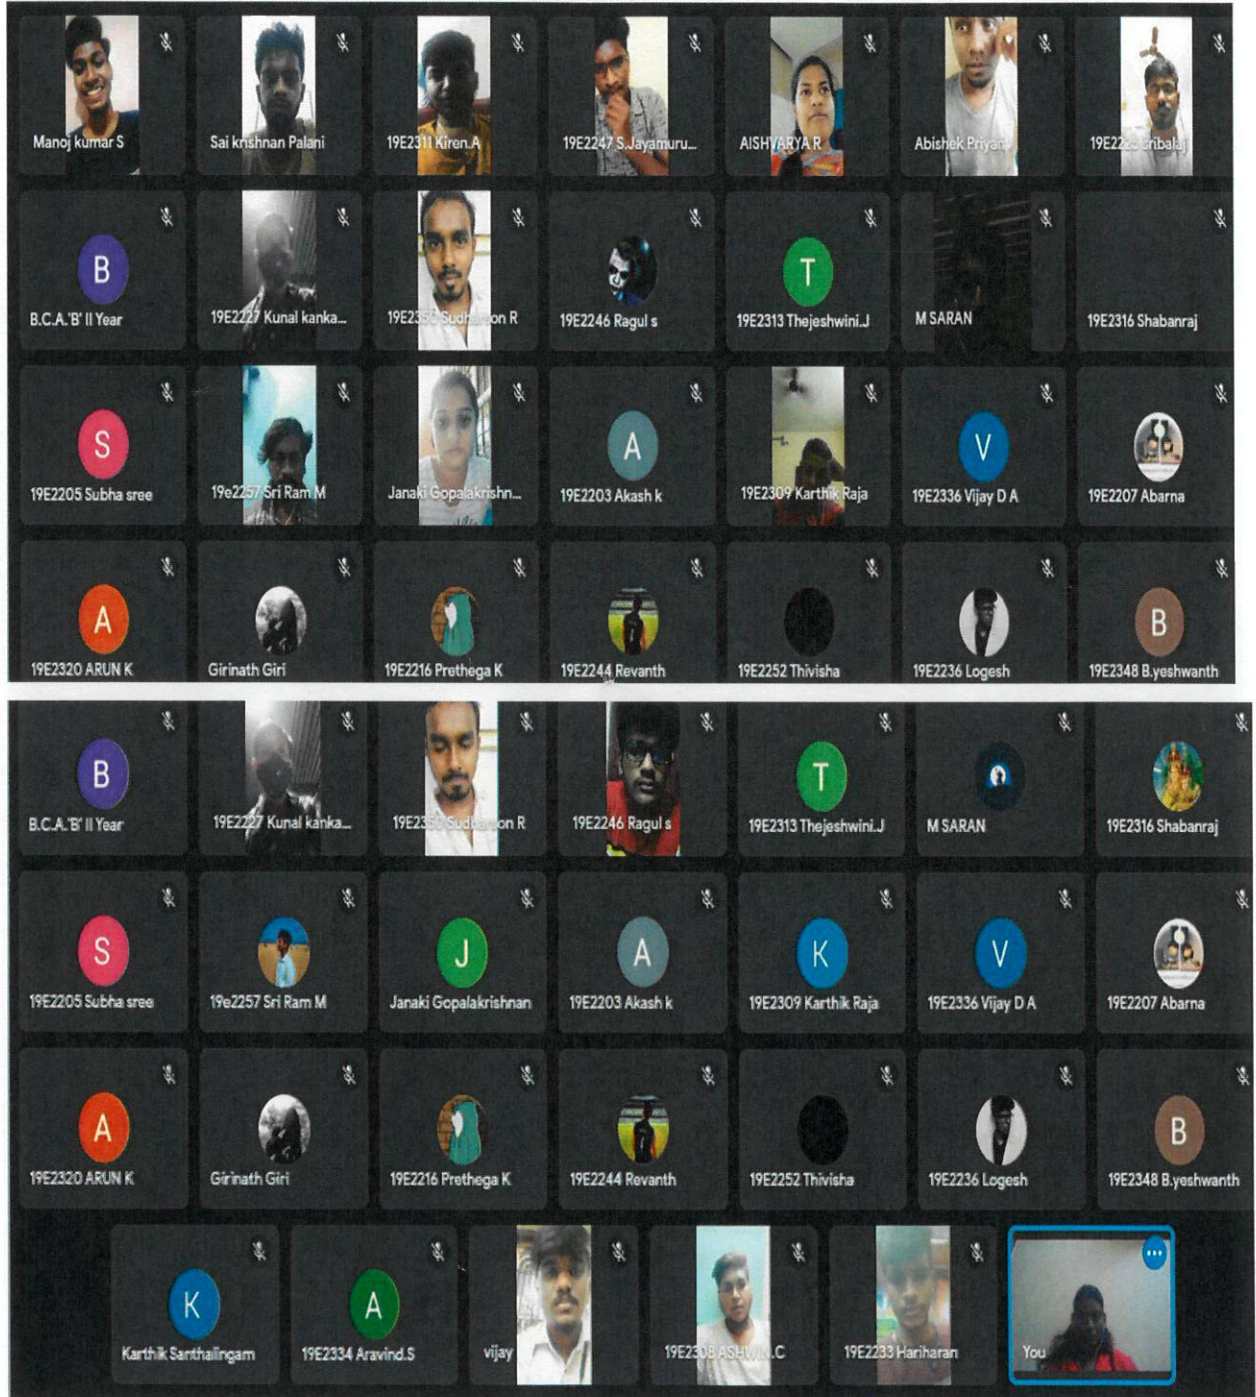 Manoj kumar S
Sai krishnan Palani
19E2311 Kiren.A
19E2247 S.Jayamuru...
AISHVARYA R
Abishek Priyan
B
B.C.A.'B' II Year
19E2227 Kunal kanka...
19E2246 Ragul s
T
19E2313 Thejeshwini.J
M SARAN
19E2316 Shabanraj
S
19E2205 Subha sree
19e2257 Sri Ram M
Janaki Gopalakrishn...
A
19E2203 Akash k
19E2309 Karthik Raja
V
19E2336 Vijay D A
19E2207 Abarna
A
19E2320 ARUN K
Girinath Giri
19E2216 Prethega K
19E2244 Revanth
19E2252 Thivisha
19E2236 Logesh
B
19E2348 B.yeshwanth
B
B.C.A.'B' II Year
19E2227 Kunal kanka...
19E2246 Ragul s
T
19E2313 Thejeshwini.J
M SARAN
19E2316 Shabanraj
S
19E2205 Subha sree
19e2257 Sri Ram M
J
Janaki Gopalakrishnan
A
19E2203 Akash k
K
19E2309 Karthik Raja
V
19E2336 Vijay D A
19E2207 Abarna
A
19E2320 ARUN K
Girinath Giri
19E2216 Prethega K
19E2244 Revanth
19E2252 Thivisha
19E2236 Logesh
B
19E2348 B.yeshwanth
K
Karthik Santhalingam
A
19E2334 Aravind.S
vijay
19E2308 ASHWIN.C
19E2233 Hariharan
You